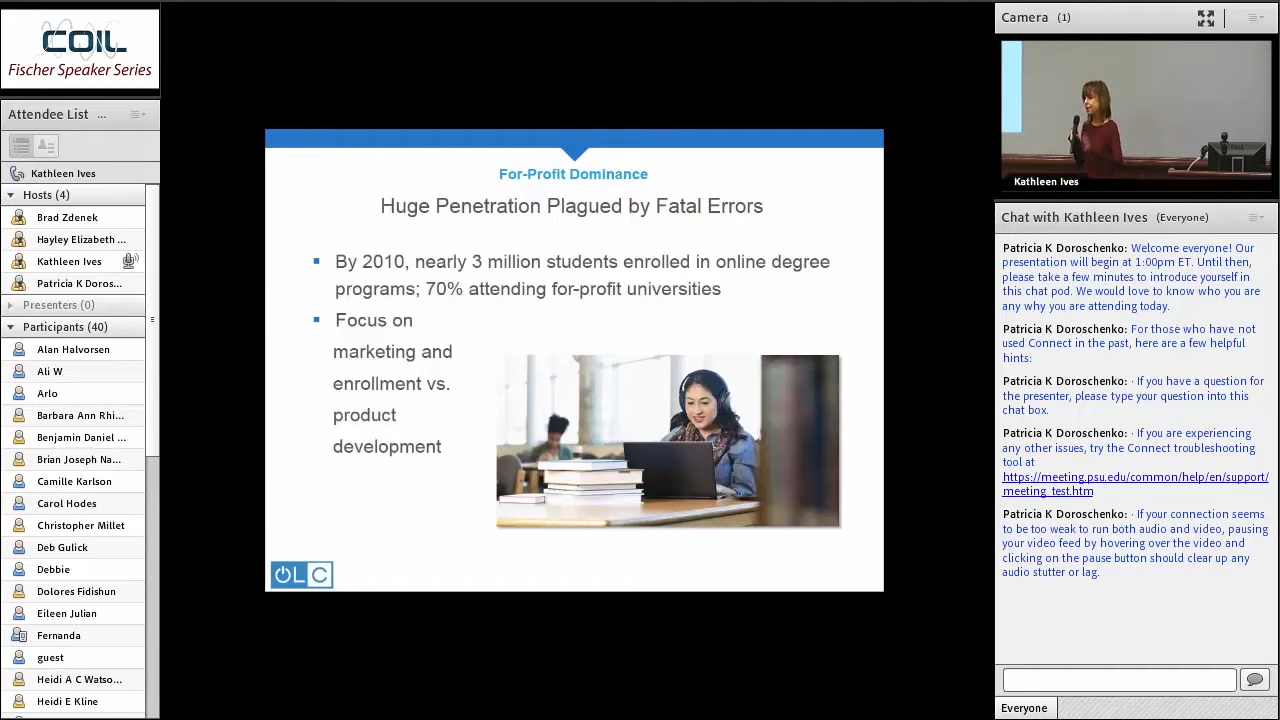 COIL
Fischer Speaker Series
Attendee List ...
Kathleen Ives
Hosts (4)
Brad Zdenek
Hayley Elizabeth ...
Kathleen Ives
Patricia K Doros...
Presenters (0)
Participants (40)
Alan Halvorsen
Ali W
Arlo
Barbara Ann Rhi...
Benjamin Daniel ...
Brian Joseph Na...
Camille Karlson
Carol Hodes
Christopher Millet
Deb Gulick
Debbie
Dolores Fidishun
Eileen Julian
Fernanda
guest
Heidi A C Watso...
Heidi E Kline
For-Profit Dominance
Huge Penetration Plagued by Fatal Errors
By 2010, nearly 3 million students enrolled in online degree
programs; 70% attending for-profit universities
Focus on
marketing and
enrollment vs.
product
development
OLC
Camera (1)
Kathleen Ives
Chat with Kathleen Ives (Everyone)
Patricia K Doroschenko: Welcome everyone! Our
presentation will begin at 1:00pm ET. Until then,
please take a few minutes to introduce yourself in
this chat pod. We would love to know who you are
any why you are attending today.
Patricia K Doroschenko: For those who have not
used Connect in the past, here are a few helpful
hints:
Patricia K Doroschenko: · If you have a question for
the presenter, please type your question into this
chat box.
Patricia K Doroschenko: · If you are experiencing
any other issues, try the Connect troubleshooting
tool at
https://meeting.psu.edu/common/help/en/support/
meeting_test.htm
Patricia K Doroschenko: · If your connection seems
to be too weak to run both audio and video, pausing
your video feed by hovering over the video and
clicking on the pause button should clear up any
audio stutter or lag.
Everyone